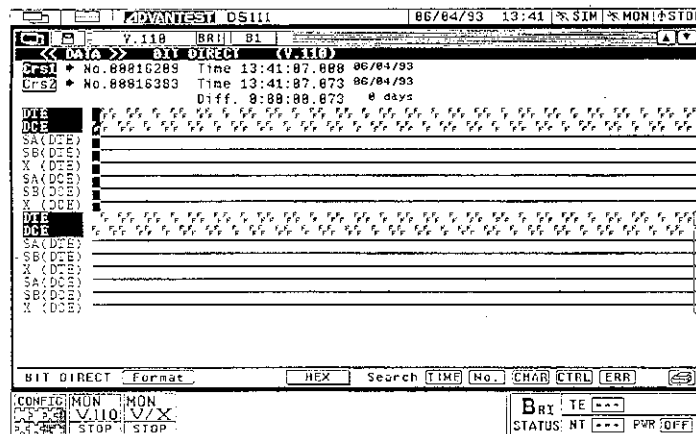 ADVANTEST D5111 06/04/93 13:41 SIM MON STD
V.110 BRI B1
<< DATA >> BIT DIRECT (V.110)
Crs1 No.00016209 Time 13:41:07.000 06/04/93
Crs2 No.00016383 Time 13:41:07.073 06/04/93
Diff. 0:00:00.073 0 days
DTE
DCE
SA(DTE)
SB(DTE)
X (DTE)
SA(DCE)
SB(DCE)
X (DCE)
DTE
DCE
SA(DTE)
SB(DTE)
X (DTE)
SA(DCE)
SB(DCE)
X (DCE)
BIT DIRECT Format HEX Search TIME No. CHAR CTRL ERR
CONFIG MON MON
V.110 V/X
STOP STOP
BRI TE ---
STATUS NT --- PWR OFF